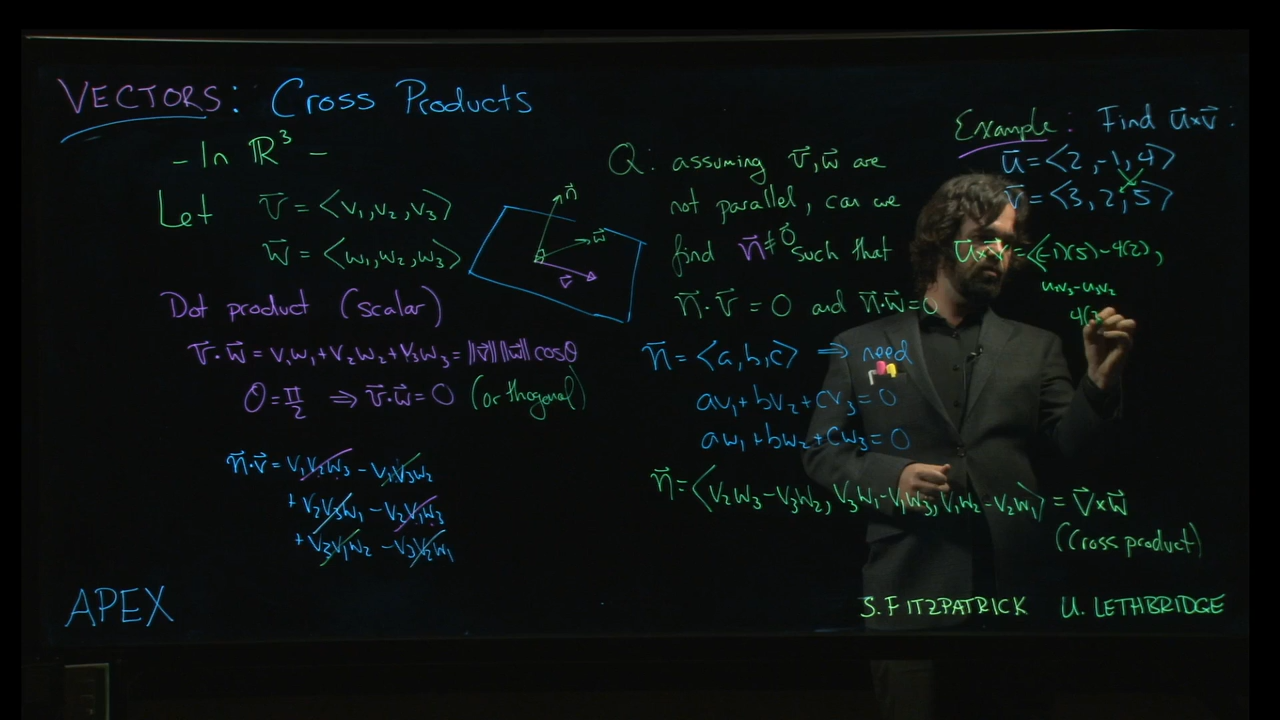 VECTORS: Cross Products
- In ℝ³ -
Let v⃗ = ⟨v₁, v₂, v₃⟩
w⃗ = ⟨w₁, w₂, w₃⟩
Dot product (scalar)
v⃗·w⃗ = v₁w₁+v₂w₂+v₃w₃ = ||v⃗|| ||w⃗|| cosθ
θ = π/2 ⇒ v⃗·w⃗ = 0 (orthogonal)
n⃗·v⃗ = v₁v₂w₃ - v₁v₃w₂
+ v₂v₃w₁ - v₂v₁w₃
+ v₃v₁w₂ - v₃v₂w₁
APEX
n⃗
w⃗
v⃗
Q: assuming v⃗, w⃗ are
not parallel, can we
find n⃗ ≠ 0⃗ such that
n⃗·v⃗ = 0 and n⃗·w⃗ = 0
n⃗ = ⟨a, b, c⟩ ⇒ need
av₁+bv₂+cv₃ = 0
aw₁+bw₂+cw₃ = 0
n⃗ = ⟨v₂w₃-v₃w₂, v₃w₁-v₁w₃, v₁w₂-v₂w₁⟩ = v⃗×w⃗
(Cross product)
Example: Find u⃗×v⃗:
u⃗ = ⟨2, -1, 4⟩
v⃗ = ⟨3, 2, 5⟩
u⃗×v⃗ = ⟨(-1)(5) - 4(2),
u₂v₃ - u₃v₂
S. FITZPATRICK U. LETHBRIDGE